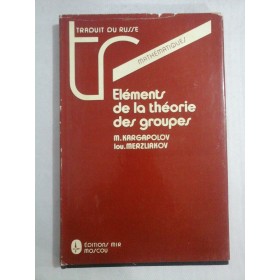 TRADUIT DU RUSSE
tr
MATHÉMATIQUES
Eléments
de la théorie
des groupes
M.KARGAPOLOV
Iou.MERZLIAKOV
ÉDITIONS MIR
MOSCOU